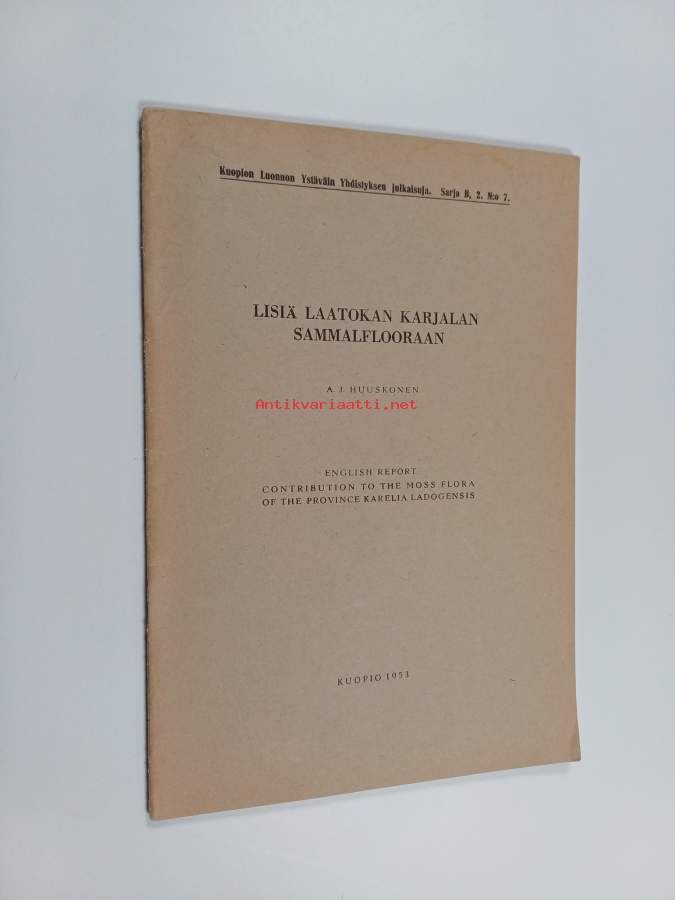 Kuopion Luonnon Ystäväin Yhdistyksen julkaisuja. Sarja B, 2. N:o 7.
LISIÄ LAATOKAN KARJALAN
SAMMALFLOORAAN
A. J. HUUSKONEN
Antikvariaatti.net
ENGLISH REPORT
CONTRIBUTION TO THE MOSS FLORA
OF THE PROVINCE KARELIA LADOGENSIS
KUOPIO 1953